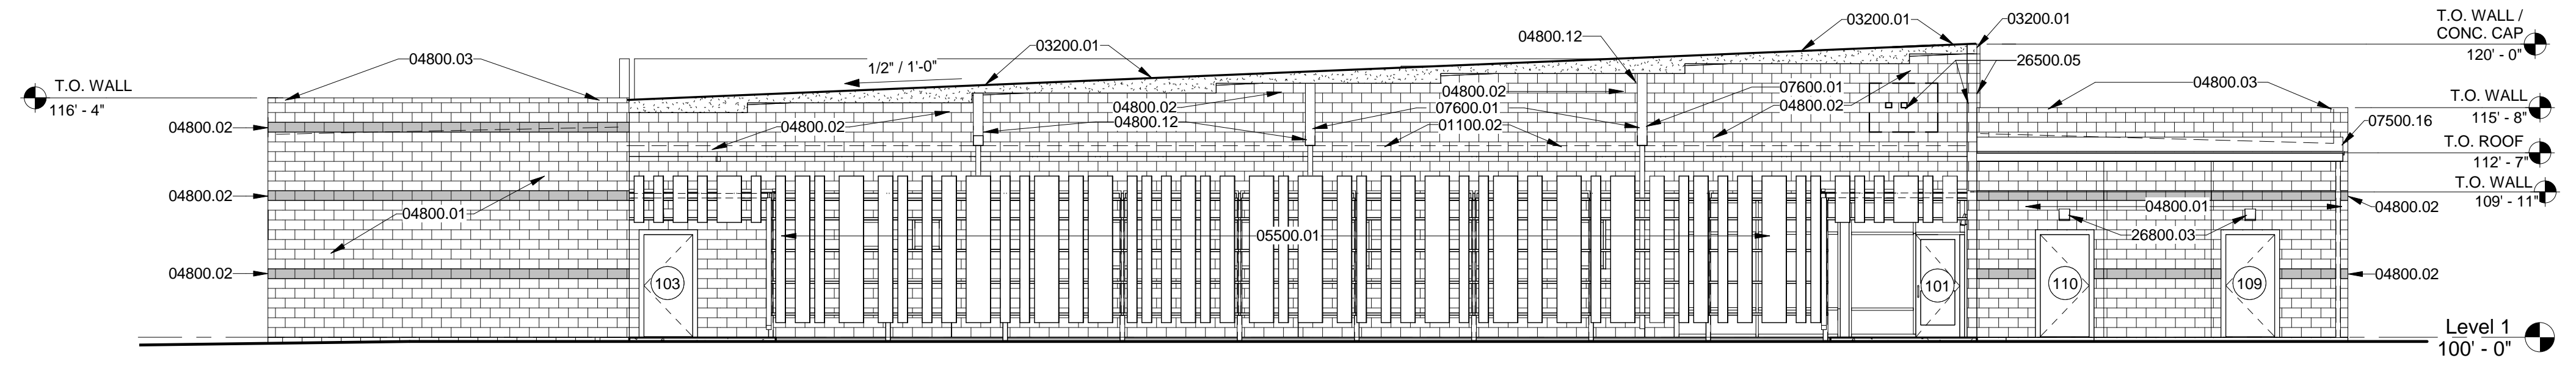 T.O. WALL /
CONC. CAP
120' - 0"
03200.01
03200.01
04800.12
03200.01
04800.03
1/2" / 1'-0"
26500.05
T.O. WALL
116' - 4"
04800.03
07600.01
04800.02
T.O. WALL
115' - 8"
04800.02
07600.01
04800.02
04800.02
04800.02
04800.12
01100.02
07500.16
T.O. ROOF
112' - 7"
T.O. WALL
109' - 11"
04800.02
04800.01
04800.01
04800.02
05500.01
26800.03
04800.02
04800.02
103
101
110
109
Level 1
100' - 0"